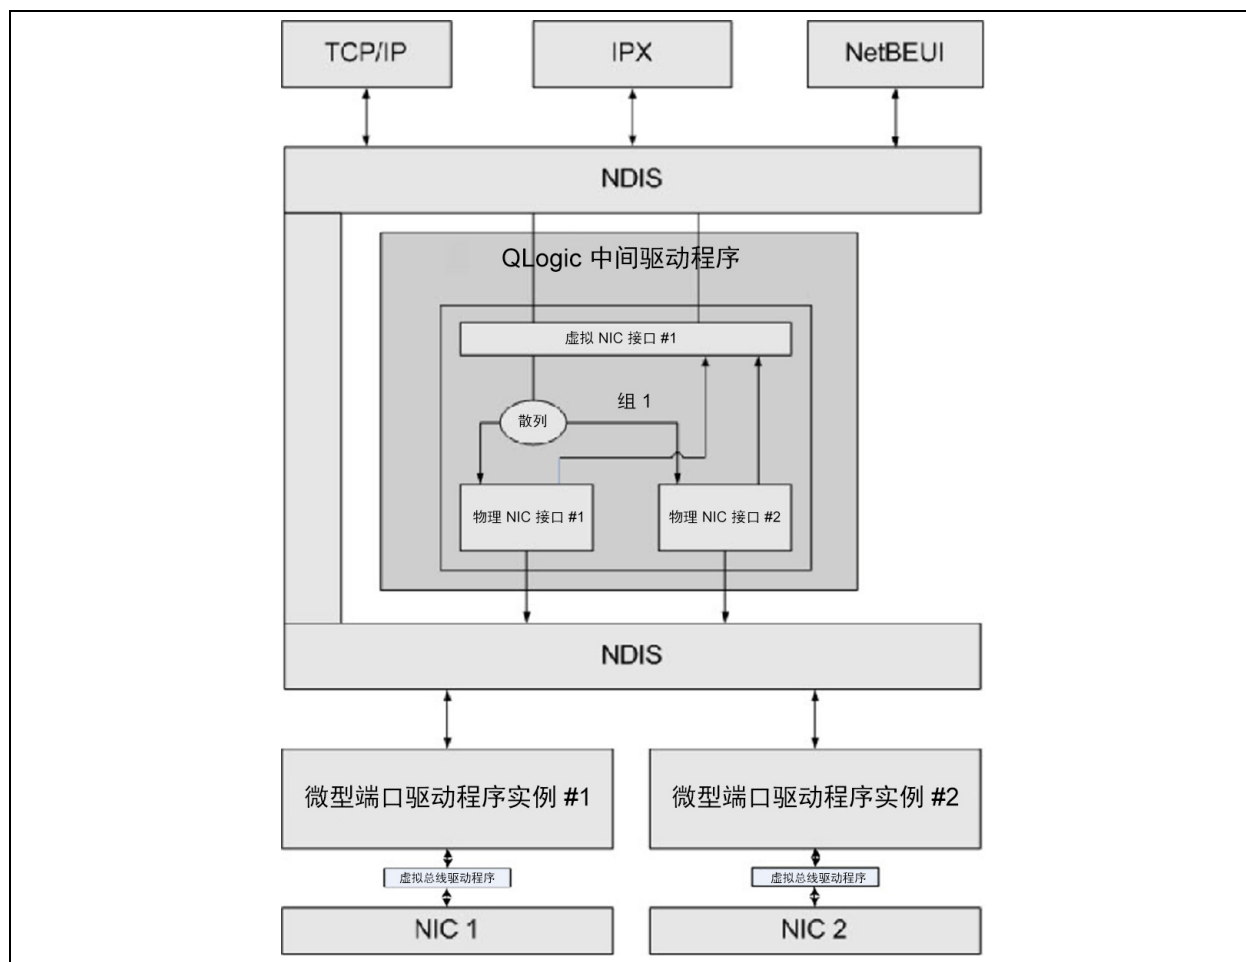 TCP/IP
IPX
NetBEUI
NDIS
QLogic 中间驱动程序
虚拟 NIC 接口 #1
组 1
散列
物理 NIC 接口 #1
物理 NIC 接口 #2
NDIS
微型端口驱动程序实例 #1
微型端口驱动程序实例 #2
虚拟总线驱动程序
虚拟总线驱动程序
NIC 1
NIC 2